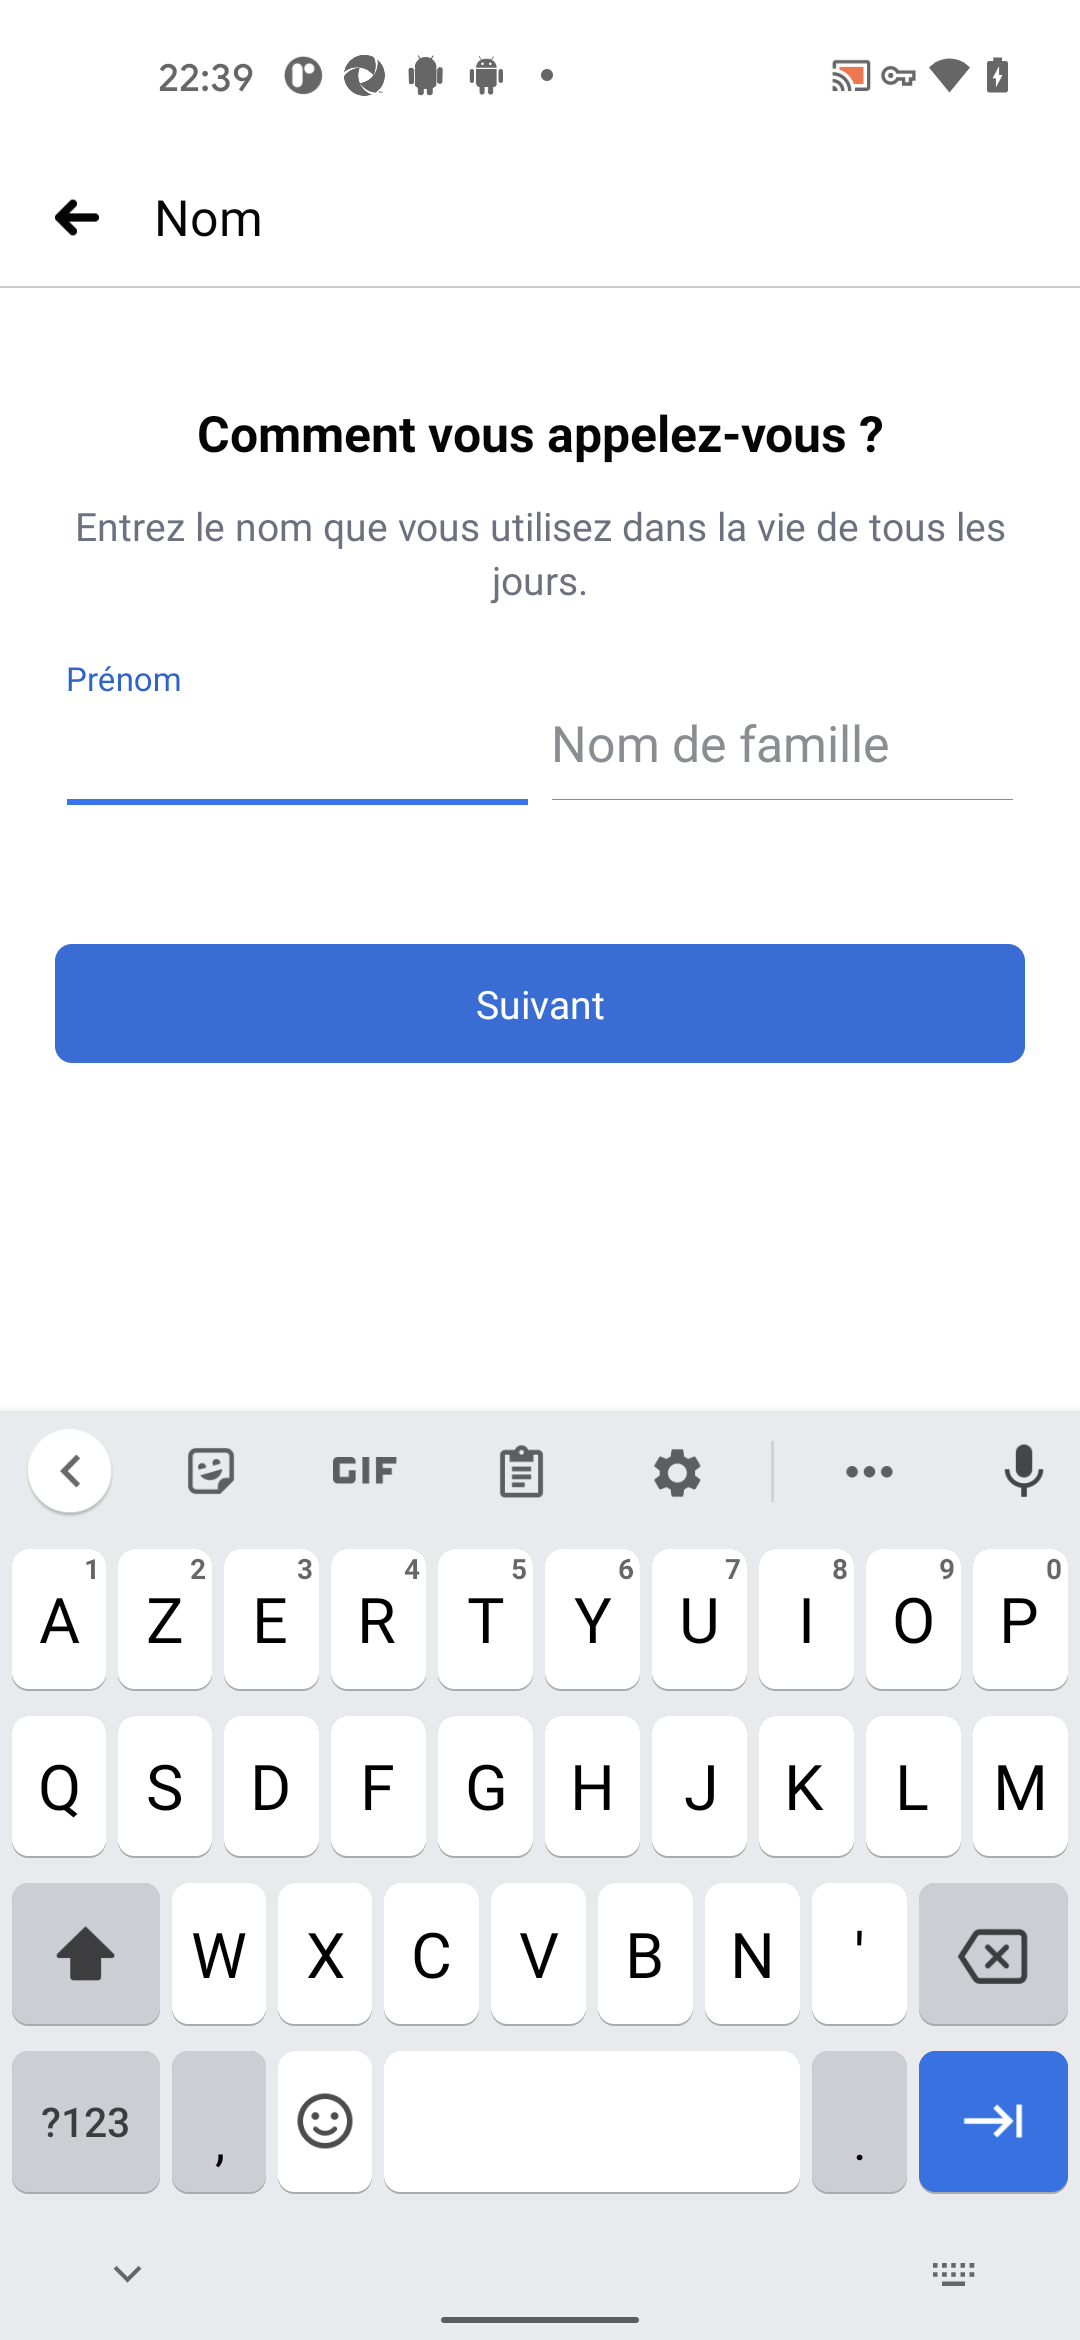 22:39
Nom
Comment vous appelez-vous ?
Entrez le nom que vous utilisez dans la vie de tous les
jours.
Prénom
Nom de famille
Suivant
GIF
1 2 3 4 5 6 7 8 9 0
A Z E R T Y U I O P
Q S D F G H J K L M
W X C V B N '
?123 , .